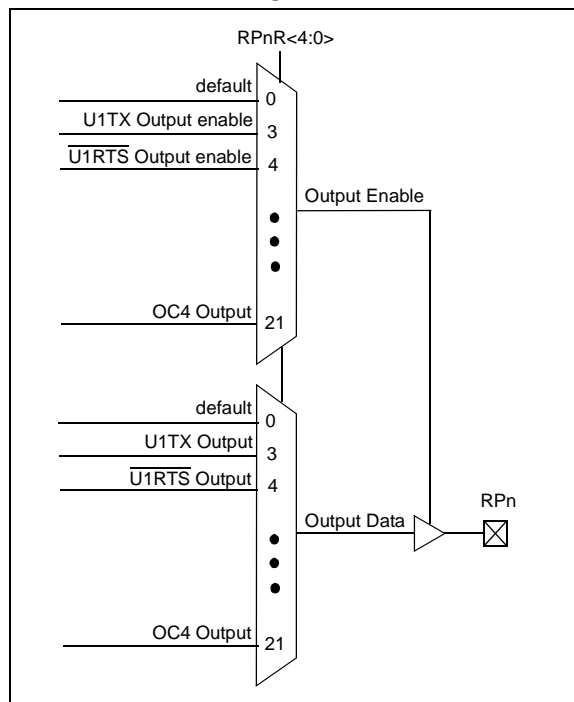 RPnR<4:0>
default
0
U1TX Output enable
3
U1RTS Output enable
4
Output Enable
OC4 Output
21
default
0
U1TX Output
3
U1RTS Output
4
RPn
Output Data
OC4 Output
21